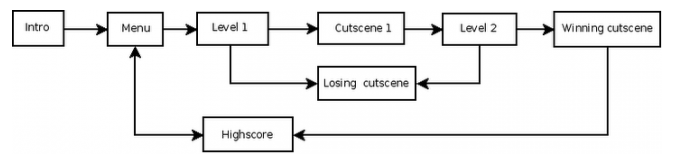 Intro
Menu
Level 1
Cutscene 1
Level 2
Winning cutscene
Losing cutscene
Highscore